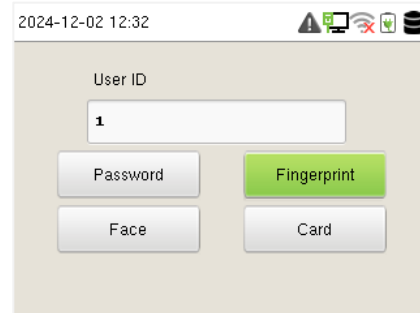 2024-12-02 12:32
User ID
1
Password
Fingerprint
Face
Card